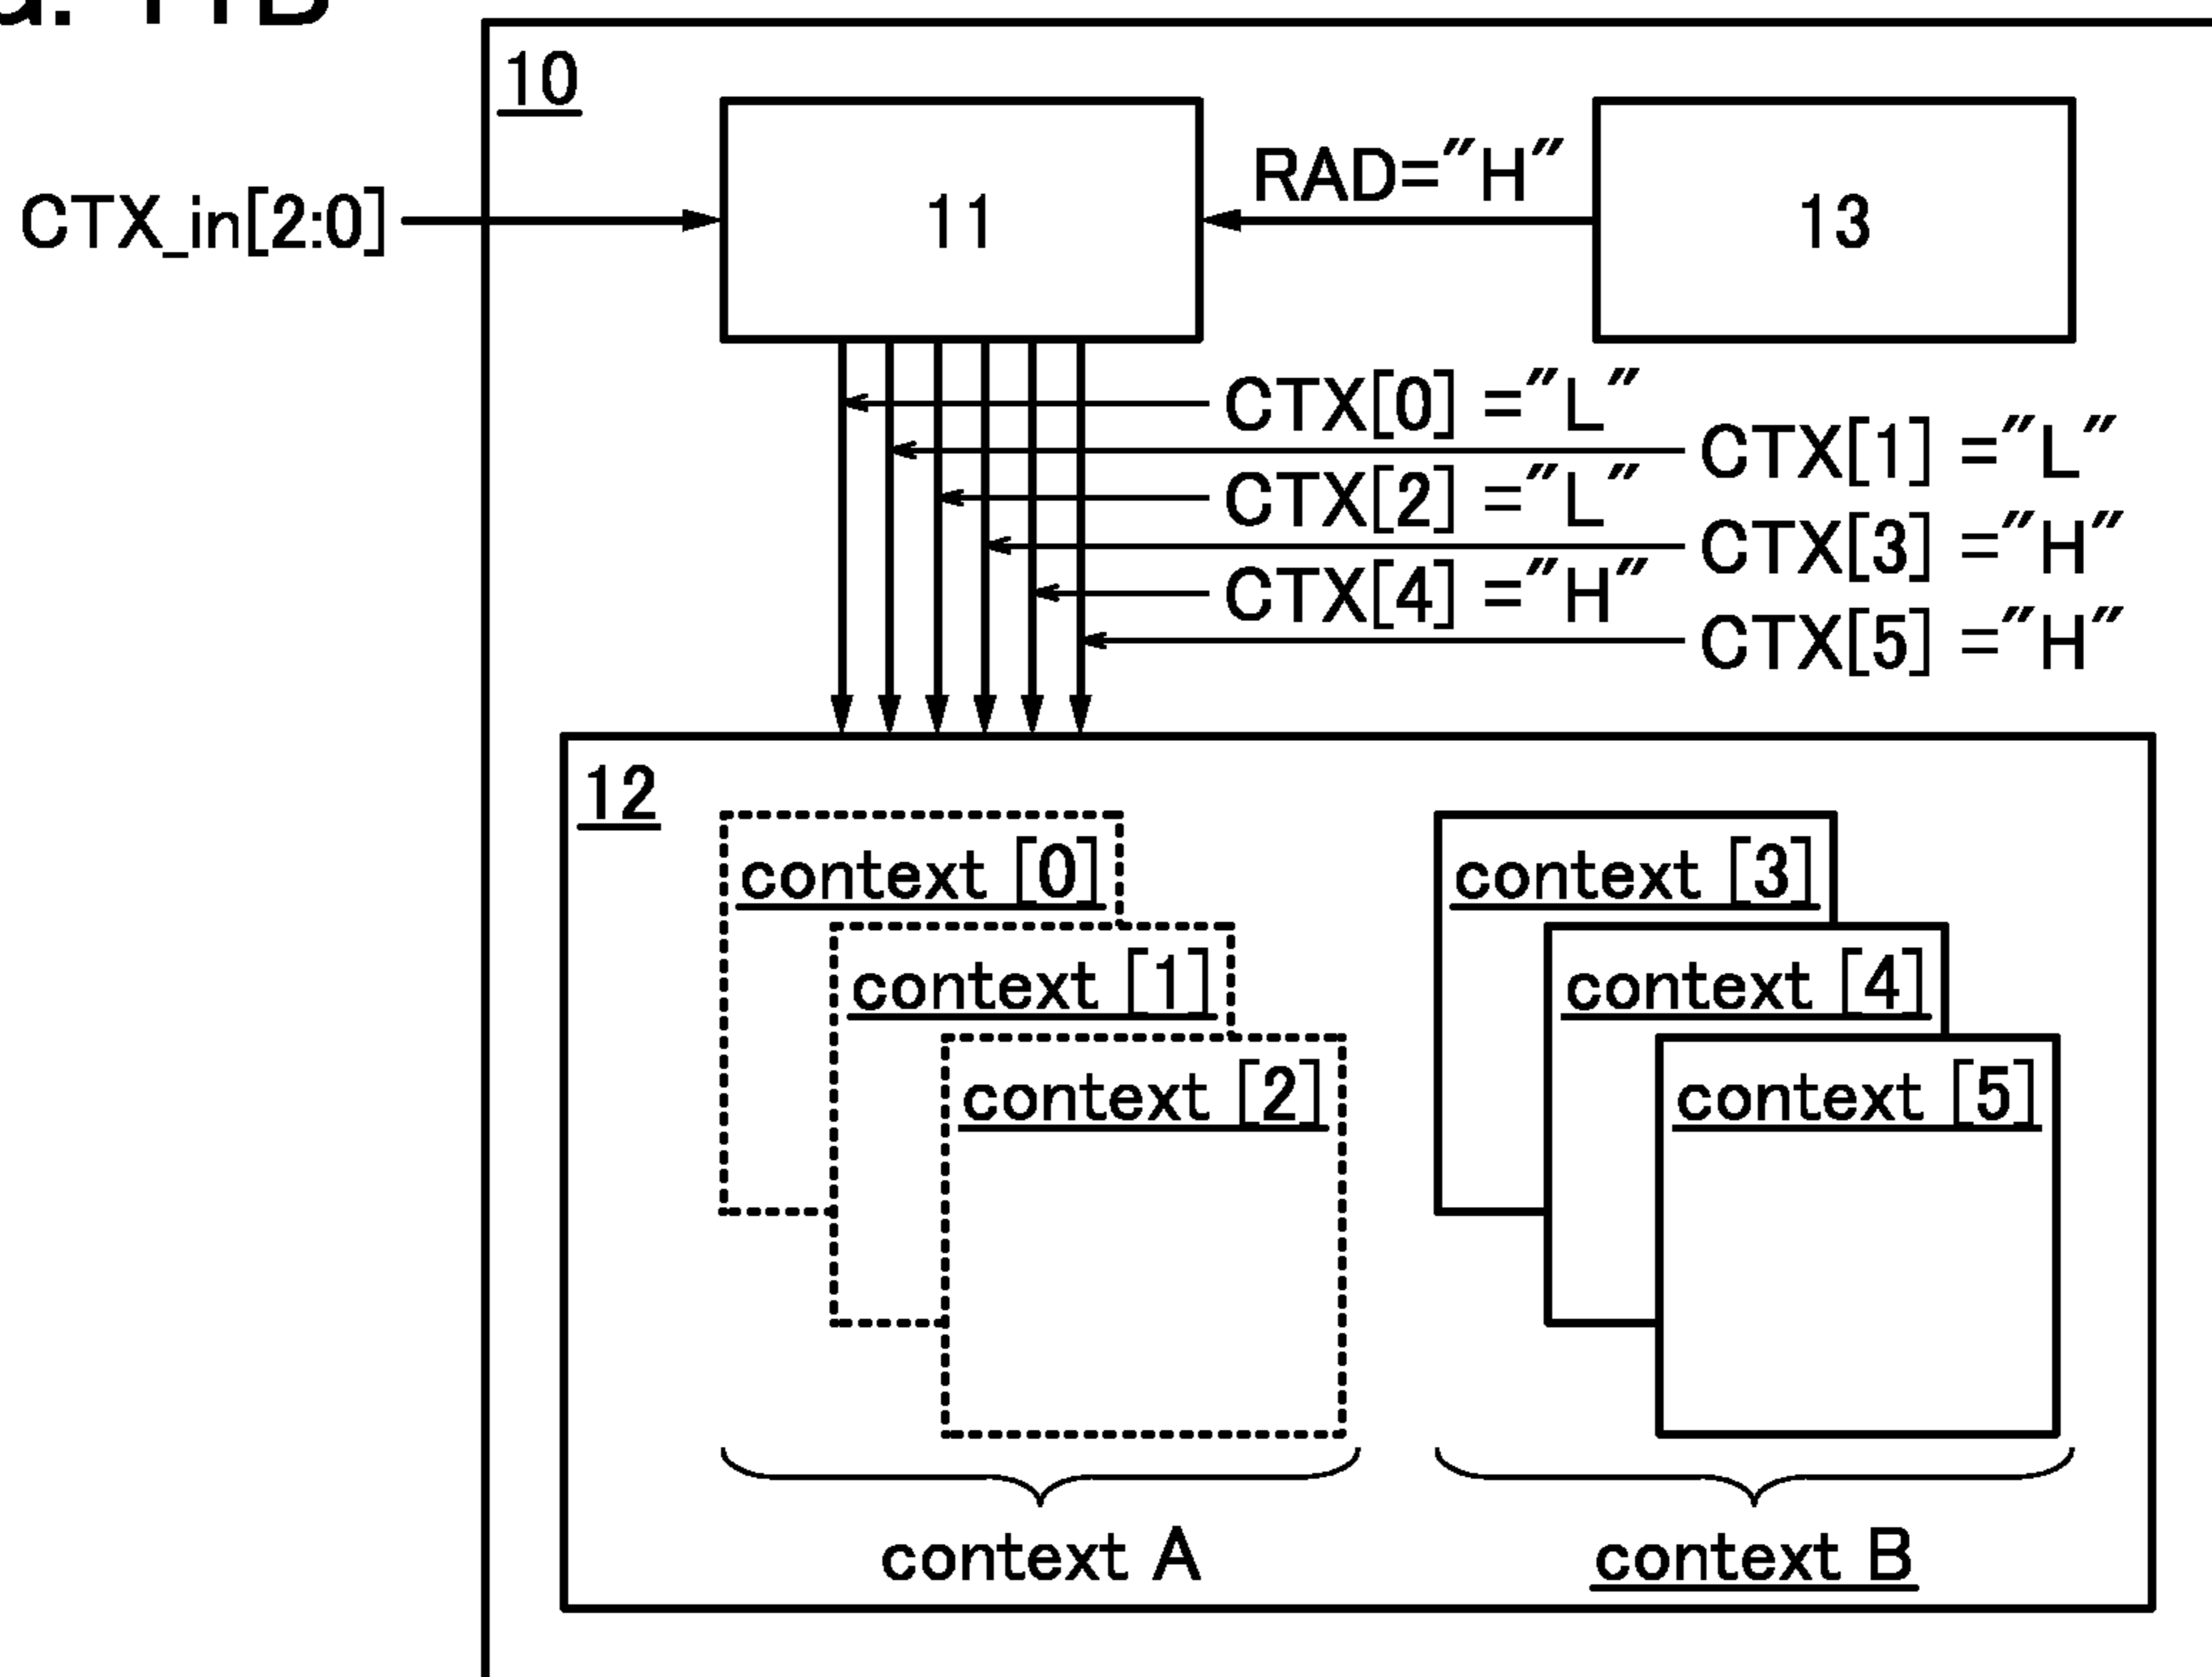 11B
10
CTX_in[2:0]
11
RAD="H"
13
CTX[0] ="L"
CTX[1] ="L"
CTX[2] ="L"
CTX[3] ="H"
CTX[4] ="H"
CTX[5] ="H"
12
context [0]
context [3]
context [1]
context [4]
context [2]
context [5]
context A
context B